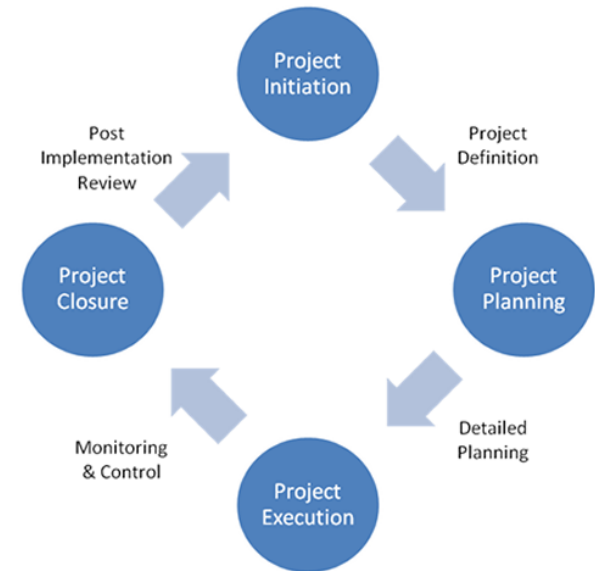 Project
Initiation
Project
Definition
Project
Planning
Detailed
Planning
Project
Execution
Monitoring
& Control
Project
Closure
Post
Implementation
Review